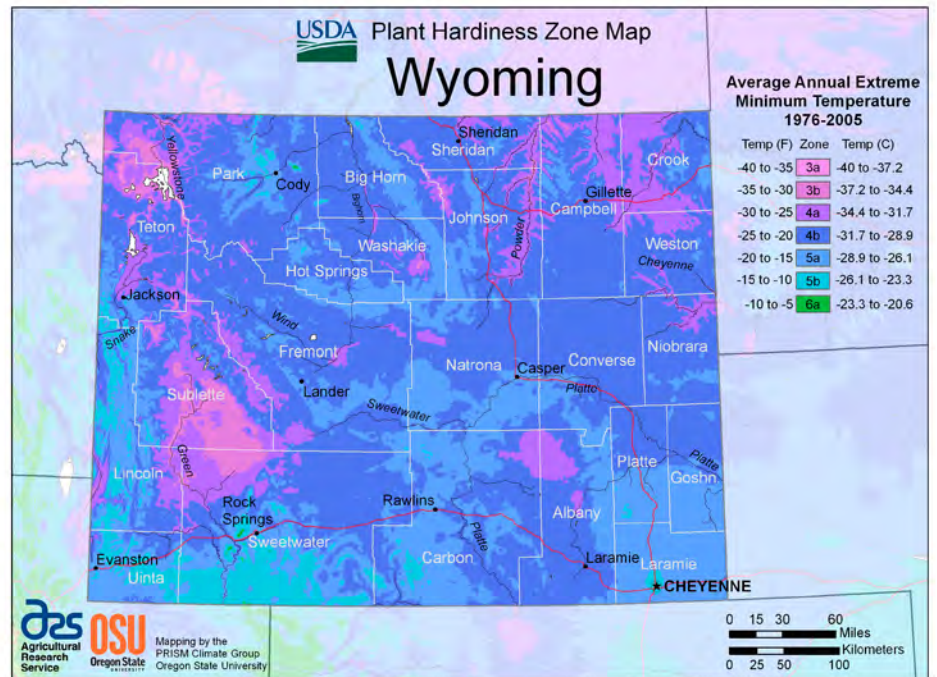 USDA
Plant Hardiness Zone Map
Wyoming
Average Annual Extreme
Minimum Temperature
1976-2005
Temp (F) Zone Temp (C)
-40 to -35 3a -40 to -37.2
-35 to -30 3b -37.2 to -34.4
-30 to -25 4a -34.4 to -31.7
-25 to -20 4b -31.7 to -28.9
-20 to -15 5a -28.9 to -26.1
-15 to -10 5b -26.1 to -23.3
-10 to -5 6a -23.3 to -20.6
Yellowstone
Park
Cody
Big Horn
Bighorn
Sheridan
Sheridan
Johnson
Powder
Campbell
Gillette
Crook
Teton
Washakie
Hot Springs
Weston
Cheyenne
Jackson
Snake
Wind
Fremont
Lander
Natrona
Casper
Converse
Platte
Niobrara
Sublette
Sweetwater
Green
Lincoln
Platte
Platte
Goshn
Rock
Springs
Sweetwater
Rawlins
Carbon
Platte
Albany
Laramie
Laramie
Evanston
Uinta
CHEYENNE
ars
Agricultural
Research
Service
OSU
Oregon State
UNIVERSITY
Mapping by the
PRISM Climate Group
Oregon State University
0 15 30 60
Miles
Kilometers
0 25 50 100